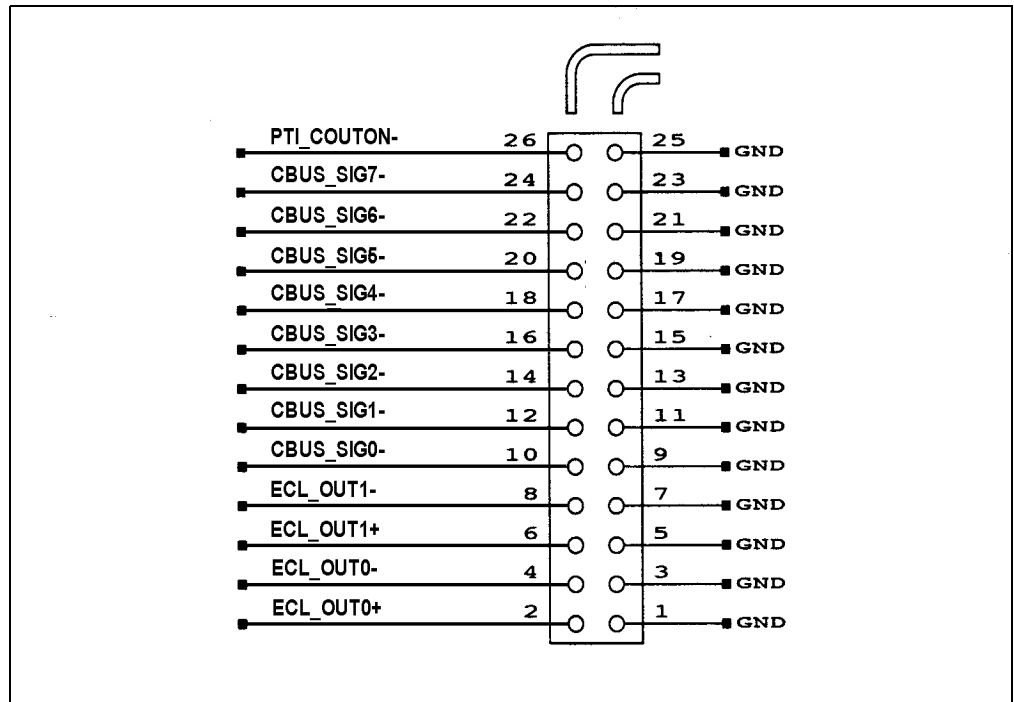 PTI_COUTON- 26 25 GND
CBUS_SIG7- 24 23 GND
CBUS_SIG6- 22 21 GND
CBUS_SIG5- 20 19 GND
CBUS_SIG4- 18 17 GND
CBUS_SIG3- 16 15 GND
CBUS_SIG2- 14 13 GND
CBUS_SIG1- 12 11 GND
CBUS_SIG0- 10 9 GND
ECL_OUT1- 8 7 GND
ECL_OUT1+ 6 5 GND
ECL_OUT0- 4 3 GND
ECL_OUT0+ 2 1 GND